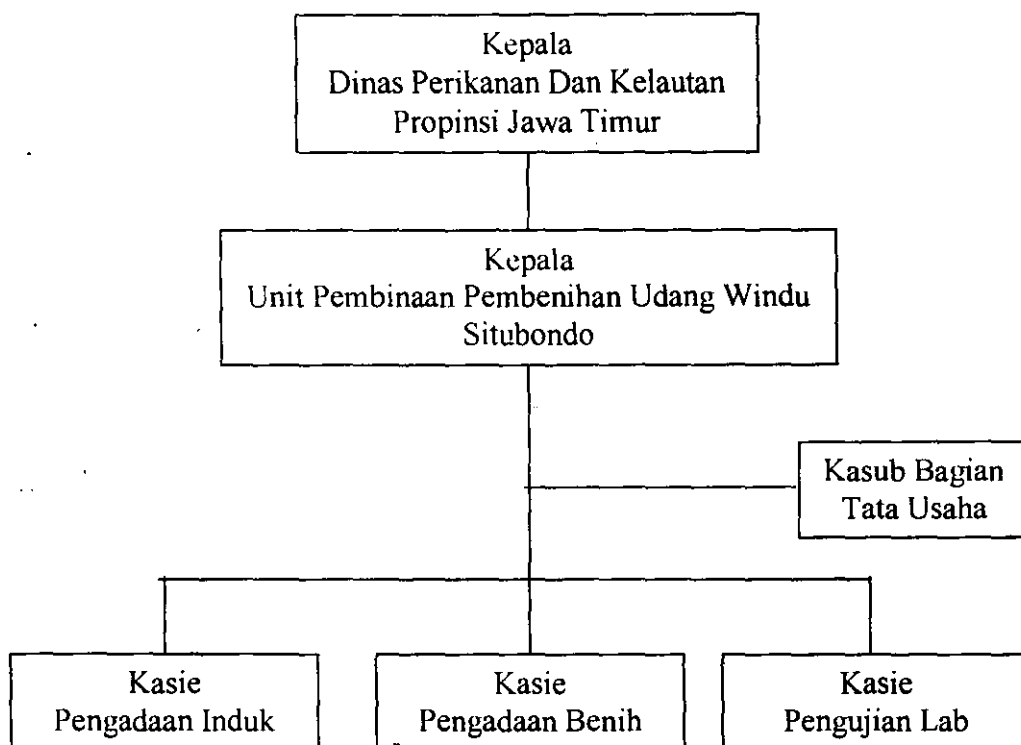 Kepala
Dinas Perikanan Dan Kelautan
Propinsi Jawa Timur
Kepala
Unit Pembinaan Pembenihan Udang Windu
Situbondo
Kasub Bagian
Tata Usaha
Kasie
Pengadaan Induk
Kasie
Pengadaan Benih
Kasie
Pengujian Lab